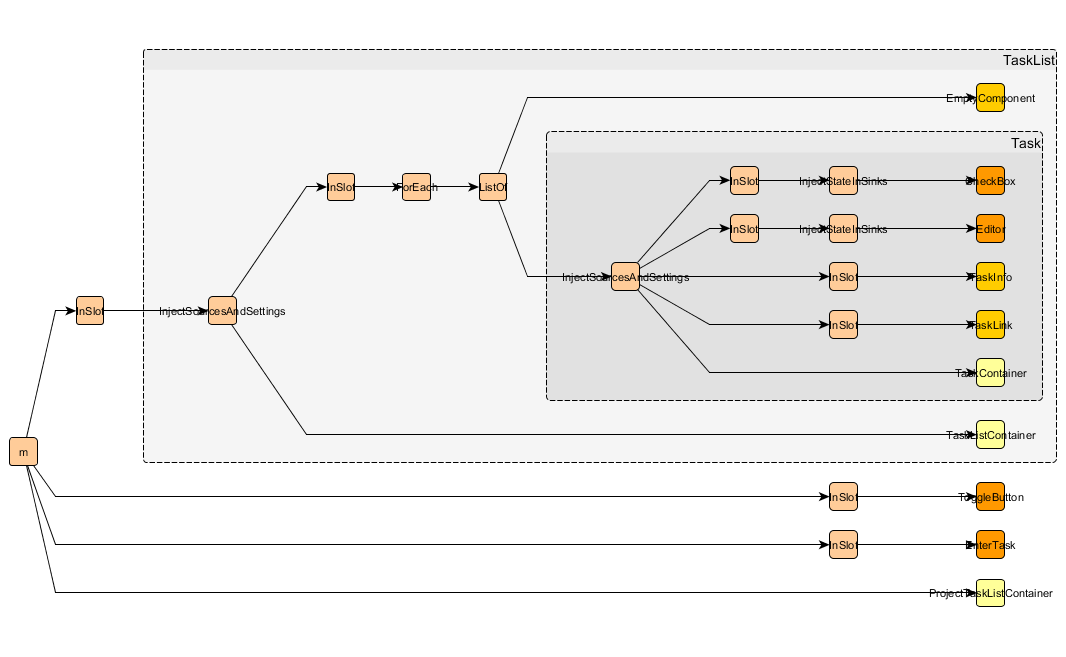 TaskList
EmptyComponent
Task
InSlot
InjectStateInSinks
CheckBox
InSlot
ForEach
ListOf
InSlot
InjectStateInSinks
Editor
InjectSourcesAndSettings
InSlot
TaskInfo
InSlot
InjectSourcesAndSettings
InSlot
TaskLink
TaskContainer
TaskListContainer
m
InSlot
ToggleButton
InSlot
EnterTask
ProjectTaskListContainer